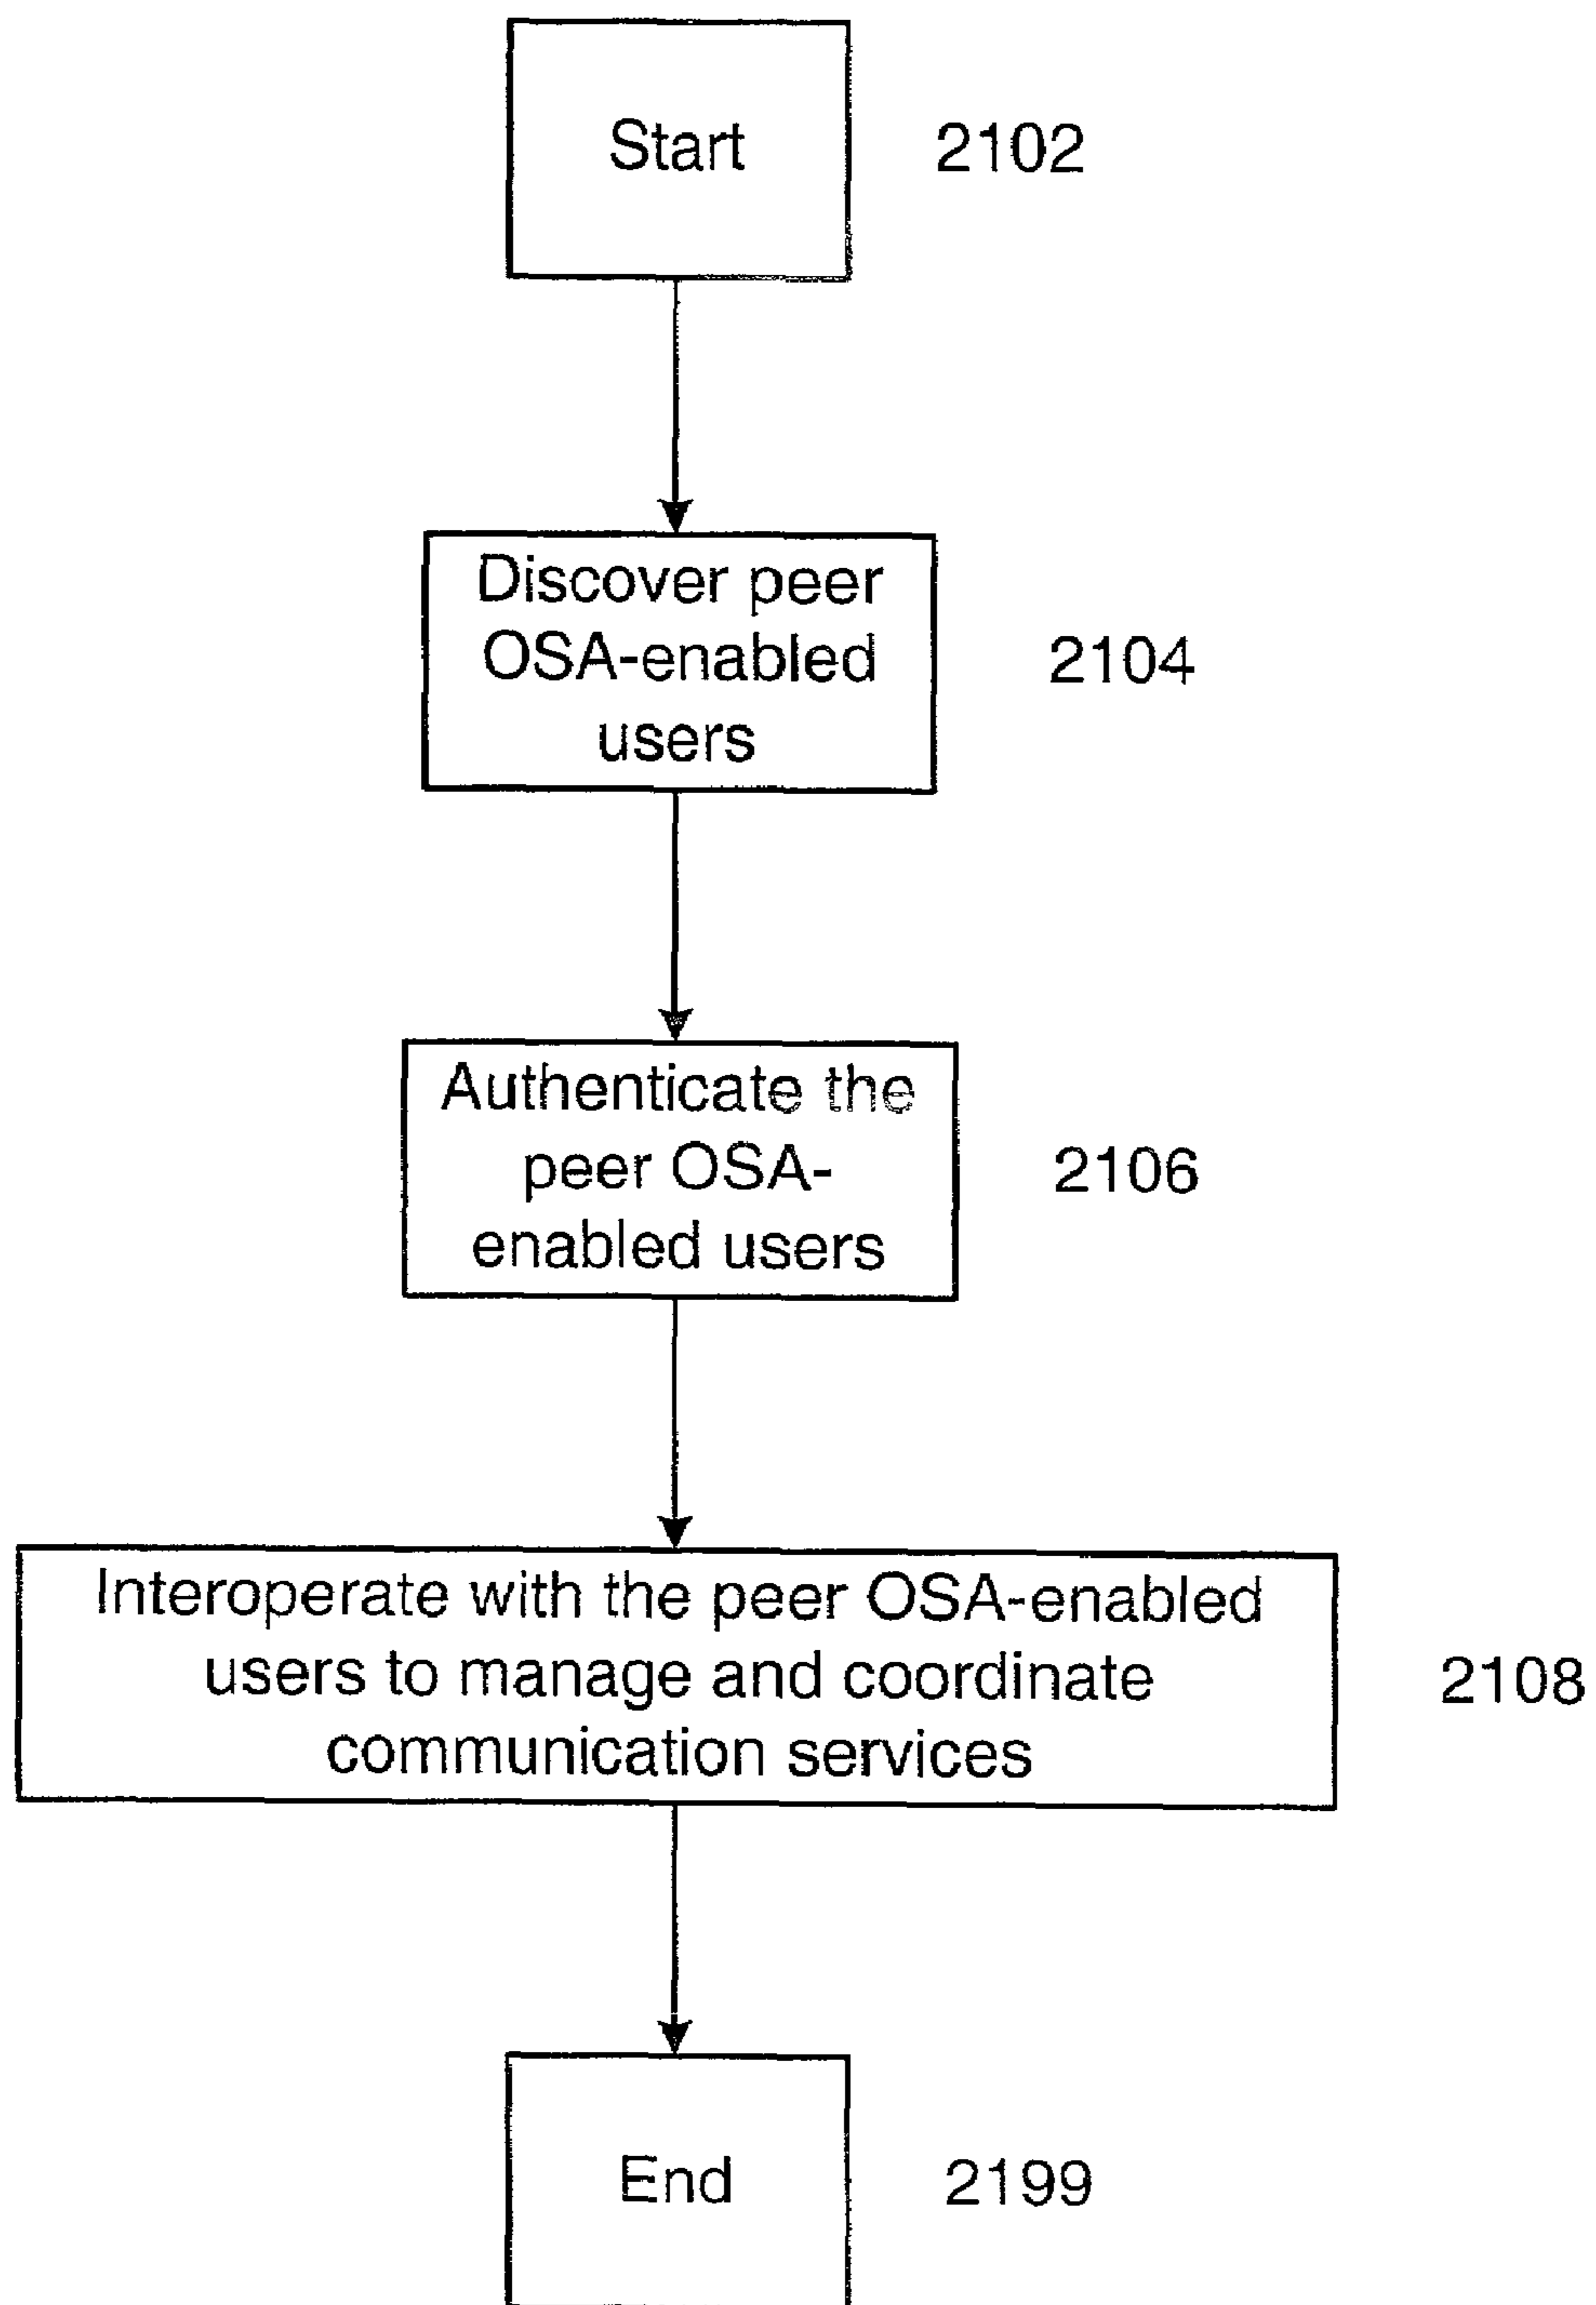 Start
2102
Discover peer
OSA-enabled
users
2104
Authenticate the
peer OSA-
enabled users
2106
Interoperate with the peer OSA-enabled
users to manage and coordinate
communication services
2108
End
2199